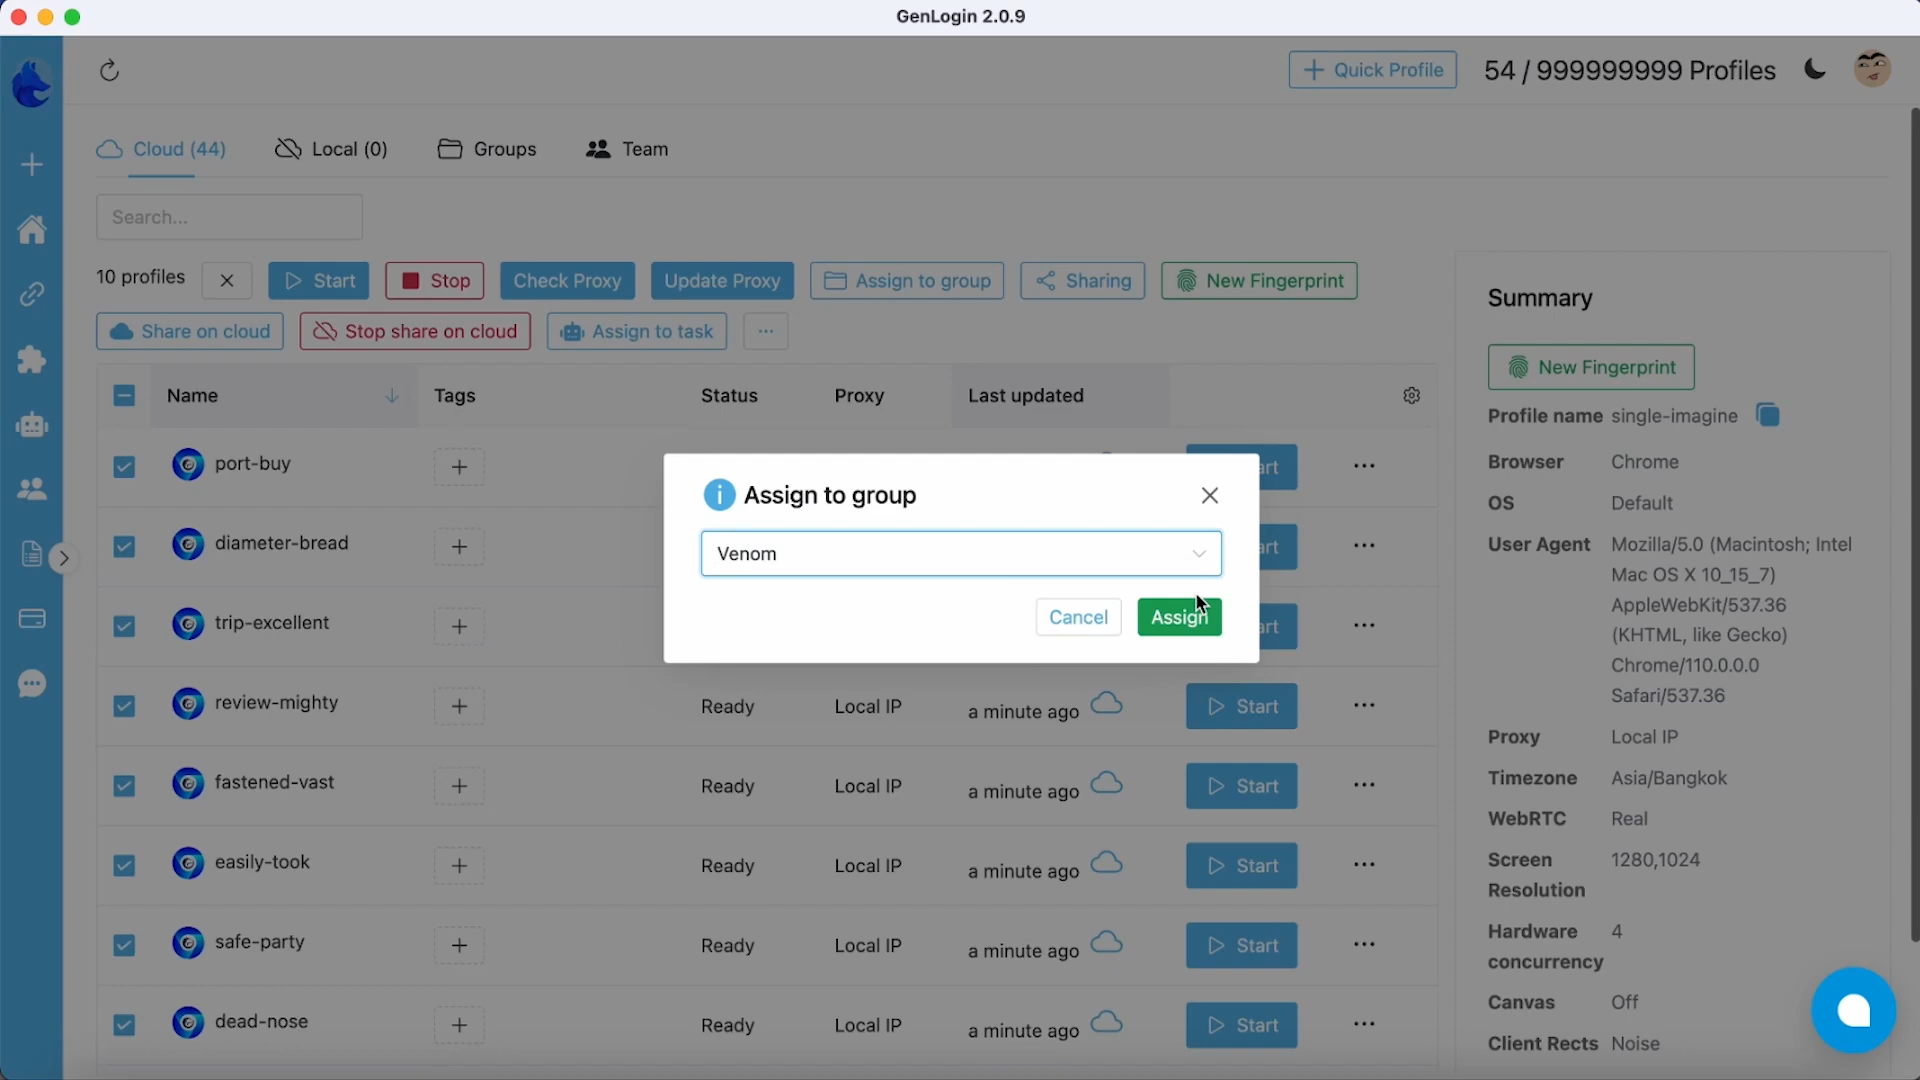 GenLogin 2.0.9
Quick Profile
54 / 999999999 Profiles
Cloud (44)
Local (0)
Groups
Team
Search...
10 profiles
Start
Stop
Check Proxy
Update Proxy
Assign to group
Sharing
New Fingerprint
Share on cloud
Stop share on cloud
Assign to task
Name
Tags
Status
Proxy
Last updated
port-buy
diameter-bread
trip-excellent
Assign to group
Venom
Cancel
Assign
review-mighty
Ready
Local IP
a minute ago
Start
fastened-vast
Ready
Local IP
a minute ago
Start
easily-took
Ready
Local IP
a minute ago
Start
safe-party
Ready
Local IP
a minute ago
Start
dead-nose
Ready
Local IP
a minute ago
Start
Summary
New Fingerprint
Profile name single-imagine
Browser Chrome
OS Default
User Agent Mozilla/5.0 (Macintosh; Intel
Mac OS X 10_15_7)
AppleWebKit/537.36
(KHTML, like Gecko)
Chrome/110.0.0.0
Safari/537.36
Proxy Local IP
Timezone Asia/Bangkok
WebRTC Real
Screen 1280,1024
Resolution
Hardware 4
concurrency
Canvas Off
Client Rects Noise